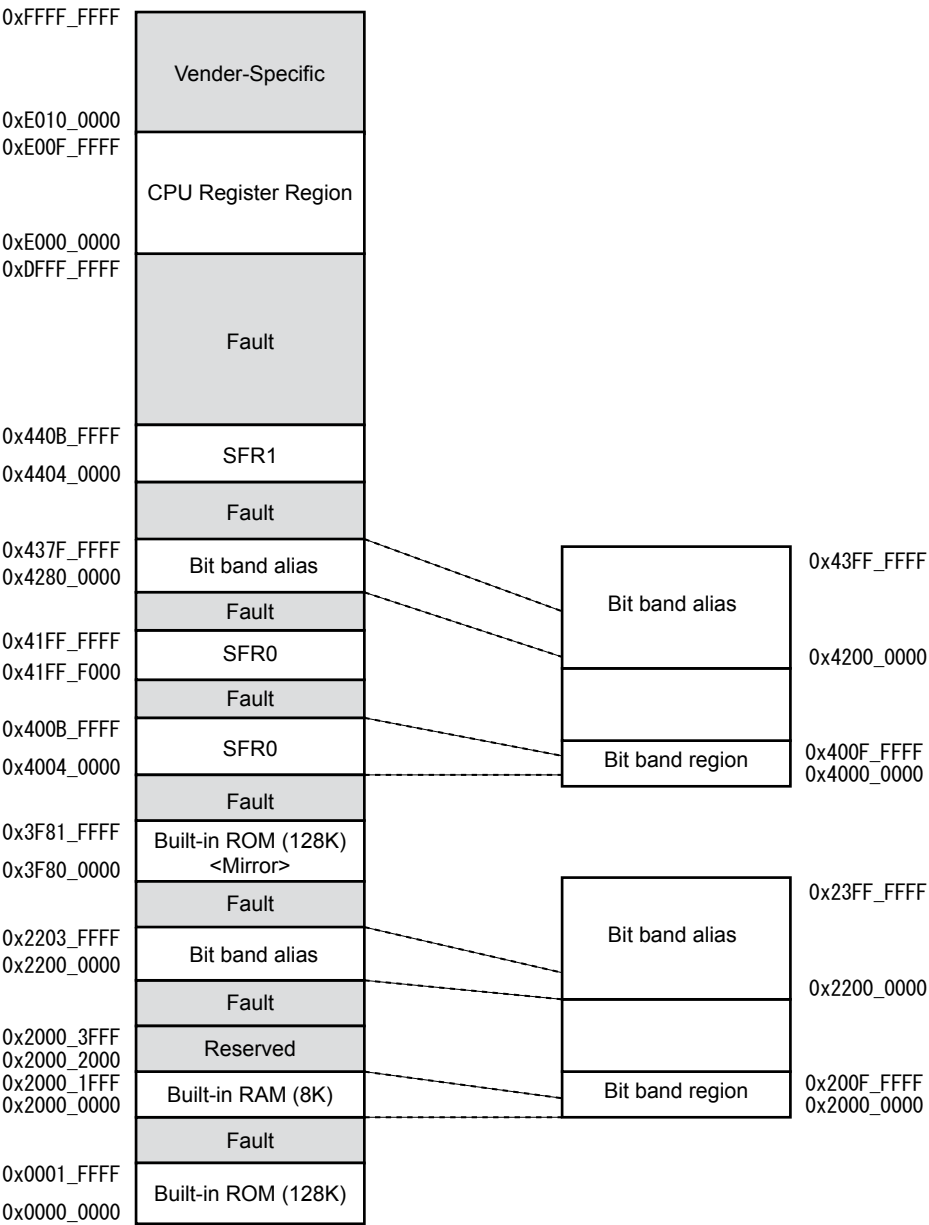 0xFFFF_FFFF
Vender-Specific
0xE010_0000
0xE00F_FFFF
CPU Register Region
0xE000_0000
0xDFFF_FFFF
Fault
0x440B_FFFF
SFR1
0x4404_0000
Fault
0x437F_FFFF
Bit band alias
0x4280_0000
Fault
0x41FF_FFFF
SFR0
0x41FF_F000
Fault
0x400B_FFFF
SFR0
0x4004_0000
Fault
0x3F81_FFFF
Built-in ROM (128K)
<Mirror>
0x3F80_0000
Fault
0x2203_FFFF
Bit band alias
0x2200_0000
Fault
0x2000_3FFF
Reserved
0x2000_2000
0x2000_1FFF
Built-in RAM (8K)
0x2000_0000
Fault
0x0001_FFFF
Built-in ROM (128K)
0x0000_0000
0x43FF_FFFF
Bit band alias
0x4200_0000
Bit band region
0x400F_FFFF
0x4000_0000
0x23FF_FFFF
Bit band alias
0x2200_0000
Bit band region
0x200F_FFFF
0x2000_0000